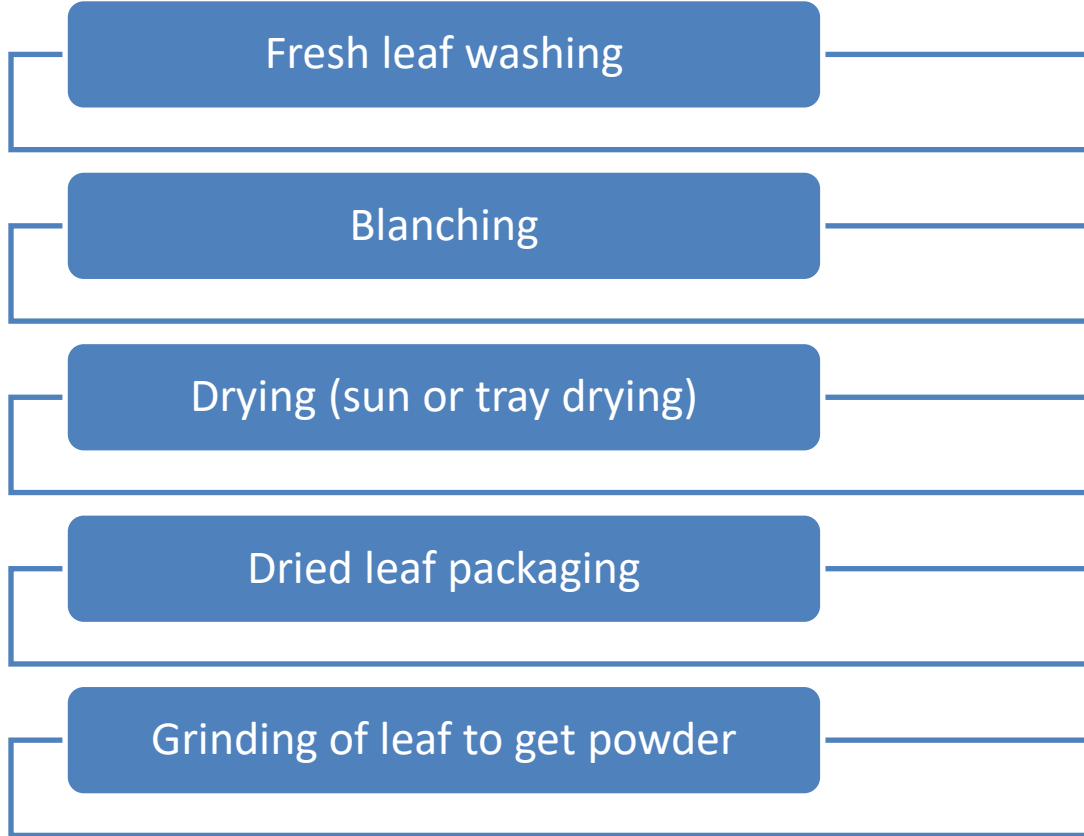 Fresh leaf washing
Blanching
Drying (sun or tray drying)
Dried leaf packaging
Grinding of leaf to get powder